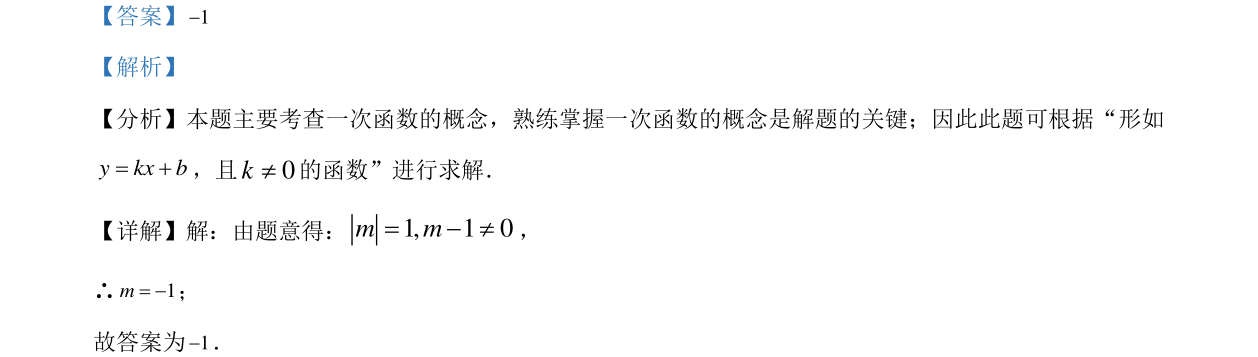 【答案】-1
【解析】
【分析】本题主要考查一次函数的概念，熟练掌握一次函数的概念是解题的关键；因此此题可根据“形如
y = kx + b，且 k ≠ 0 的函数”进行求解．
【详解】解：由题意得：|m| = 1, m − 1 ≠ 0，
∴ m = −1；
故答案为 −1．